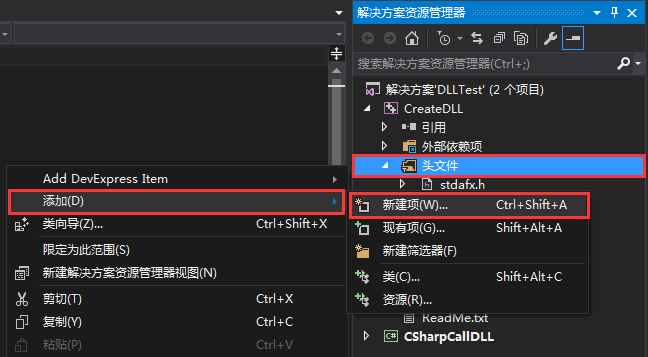 解决方案资源管理器
搜索解决方案资源管理器(Ctrl+;)
解决方案'DLLTest' (2 个项目)
CreateDLL
引用
外部依赖项
头文件
stdafx.h
Add DevExpress Item
添加(D)
类向导(Z)... Ctrl+Shift+X
限定为此范围(S)
新建解决方案资源管理器视图(N)
剪切(T) Ctrl+X
复制(Y) Ctrl+C
粘贴(P) Ctrl+V
新建项(W)... Ctrl+Shift+A
现有项(G)... Shift+Alt+A
新建筛选器(F)
类(C)... Shift+Alt+C
资源(R)...
ReadMe.txt
CSharpCallDLL